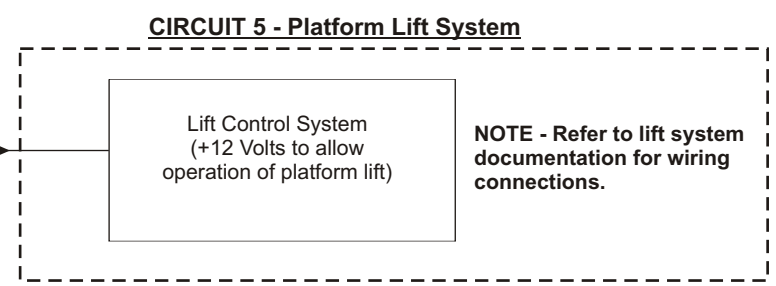 CIRCUIT 5 - Platform Lift System
Lift Control System
(+12 Volts to allow
operation of platform lift)
NOTE - Refer to lift system
documentation for wiring
connections.